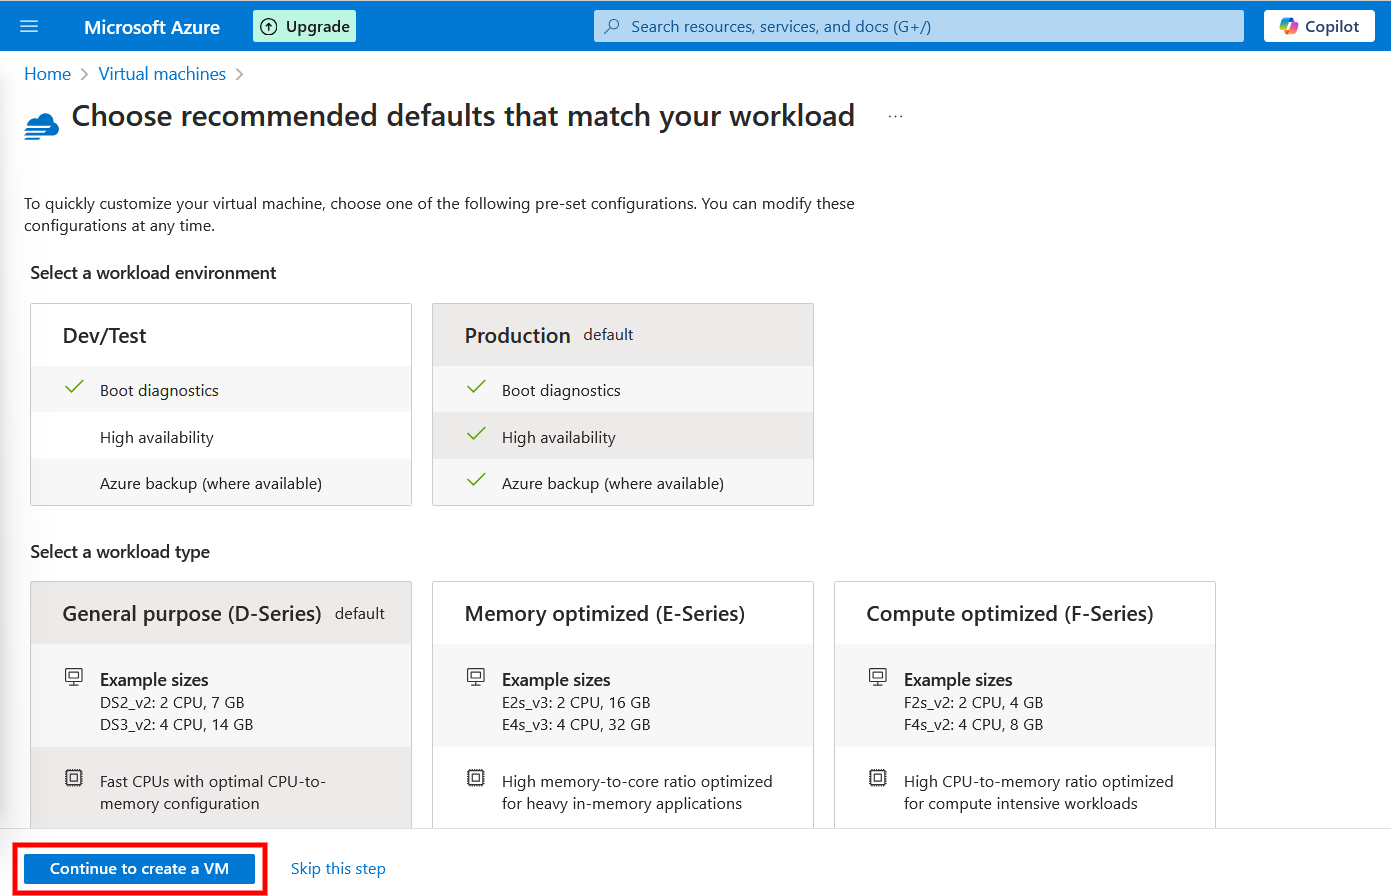 Microsoft Azure
Upgrade
Search resources, services, and docs (G+/)
Copilot
Home > Virtual machines >
Choose recommended defaults that match your workload ...
To quickly customize your virtual machine, choose one of the following pre-set configurations. You can modify these
configurations at any time.
Select a workload environment
Dev/Test
Boot diagnostics
High availability
Azure backup (where available)
Production default
Boot diagnostics
High availability
Azure backup (where available)
Select a workload type
General purpose (D-Series) default
Example sizes
DS2_v2: 2 CPU, 7 GB
DS3_v2: 4 CPU, 14 GB
Fast CPUs with optimal CPU-to-
memory configuration
Memory optimized (E-Series)
Example sizes
E2s_v3: 2 CPU, 16 GB
E4s_v3: 4 CPU, 32 GB
High memory-to-core ratio optimized
for heavy in-memory applications
Compute optimized (F-Series)
Example sizes
F2s_v2: 2 CPU, 4 GB
F4s_v2: 4 CPU, 8 GB
High CPU-to-memory ratio optimized
for compute intensive workloads
Continue to create a VM
Skip this step